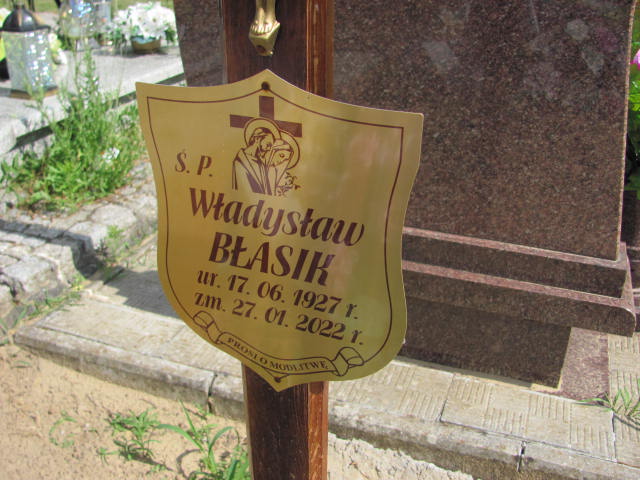 Ś. P.
Władysław
BŁASIK
ur. 17. 06. 1927 r.
zm. 27. 01. 2022 r.
PROSI O MODLITWĘ